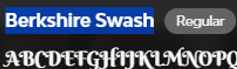 Berkshire Swash Regular
ABCDEFGHIJKLMNOPQ